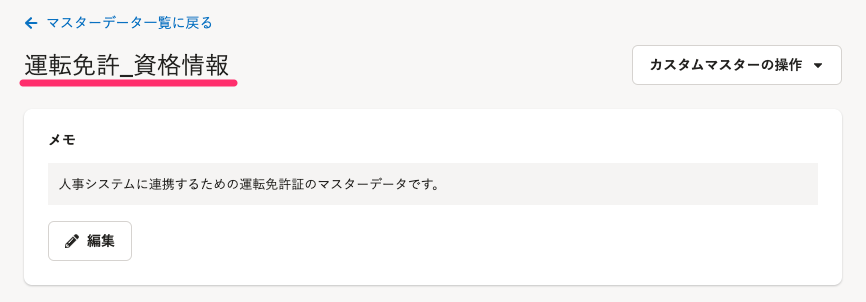 ← マスターデータ一覧に戻る
運転免許_資格情報
カスタムマスターの操作
メモ
人事システムに連携するための運転免許証のマスターデータです。
編集